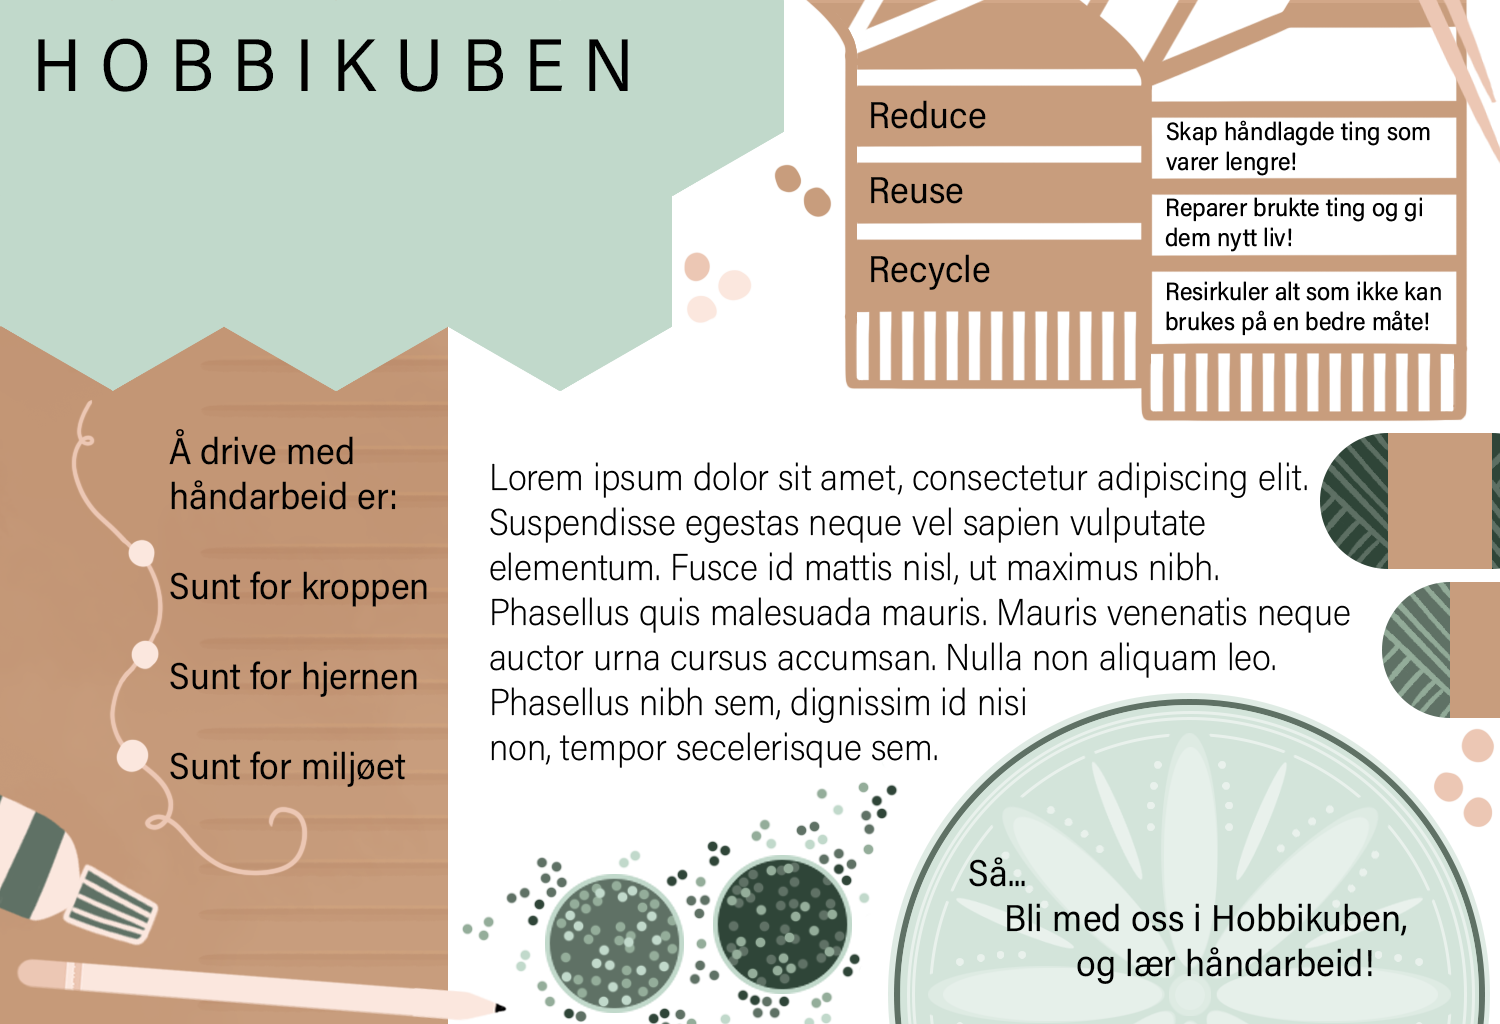 HOBBIKUBEN
Reduce
Reuse
Recycle
Skap håndlagde ting som
varer lengre!
Reparer brukte ting og gi
dem nytt liv!
Resirkuler alt som ikke kan
brukes på en bedre måte!
Å drive med
håndarbeid er:
Sunt for kroppen
Sunt for hjernen
Sunt for miljøet
Lorem ipsum dolor sit amet, consectetur adipiscing elit.
Suspendisse egestas neque vel sapien vulputate
elementum. Fusce id mattis nisl, ut maximus nibh.
Phasellus quis malesuada mauris. Mauris venenatis neque
auctor urna cursus accumsan. Nulla non aliquam leo.
Phasellus nibh sem, dignissim id nisi
non, tempor secelerisque sem.
Så...
Bli med oss i Hobbikuben,
og lær håndarbeid!